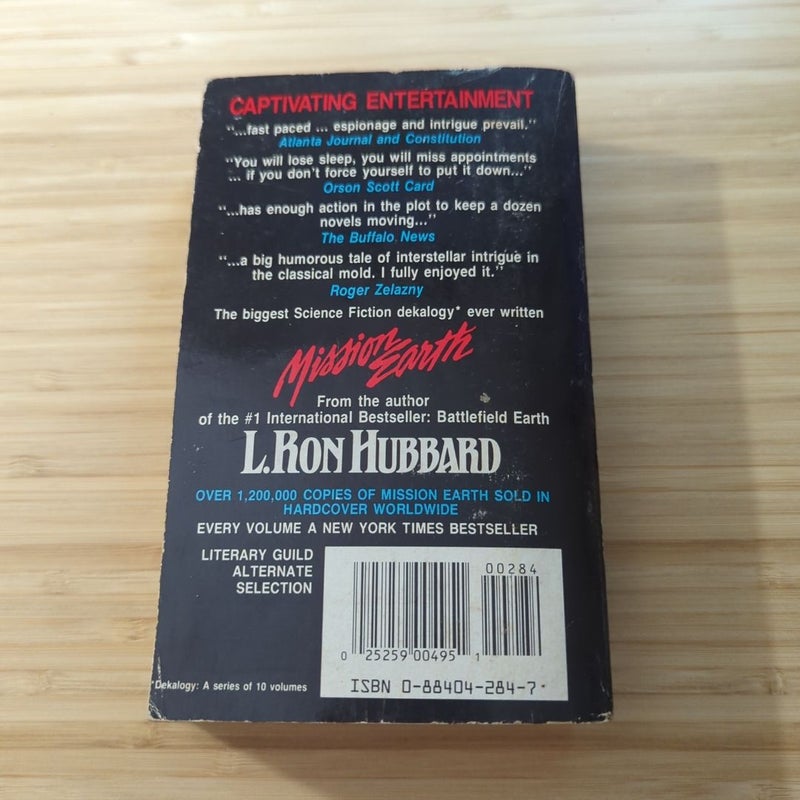 CAPTIVATING ENTERTAINMENT
"...fast paced ... espionage and intrigue prevail."
Atlanta Journal and Constitution
"You will lose sleep, you will miss appointments
... if you don't force yourself to put it down..."
Orson Scott Card
"...has enough action in the plot to keep a dozen
novels moving..."
The Buffalo News
"...a big humorous tale of interstellar intrigue in
the classical mold. I fully enjoyed it."
Roger Zelazny
The biggest Science Fiction dekalogy* ever written
Mission
Earth
From the author
of the #1 International Bestseller: Battlefield Earth
L. RON HUBBARD
OVER 1,200,000 COPIES OF MISSION EARTH SOLD IN
HARDCOVER WORLDWIDE
EVERY VOLUME A NEW YORK TIMES BESTSELLER
LITERARY GUILD
ALTERNATE
SELECTION
00284
0 25259 00495 1
ISBN 0-88404-284-7
Dekalogy: A series of 10 volumes